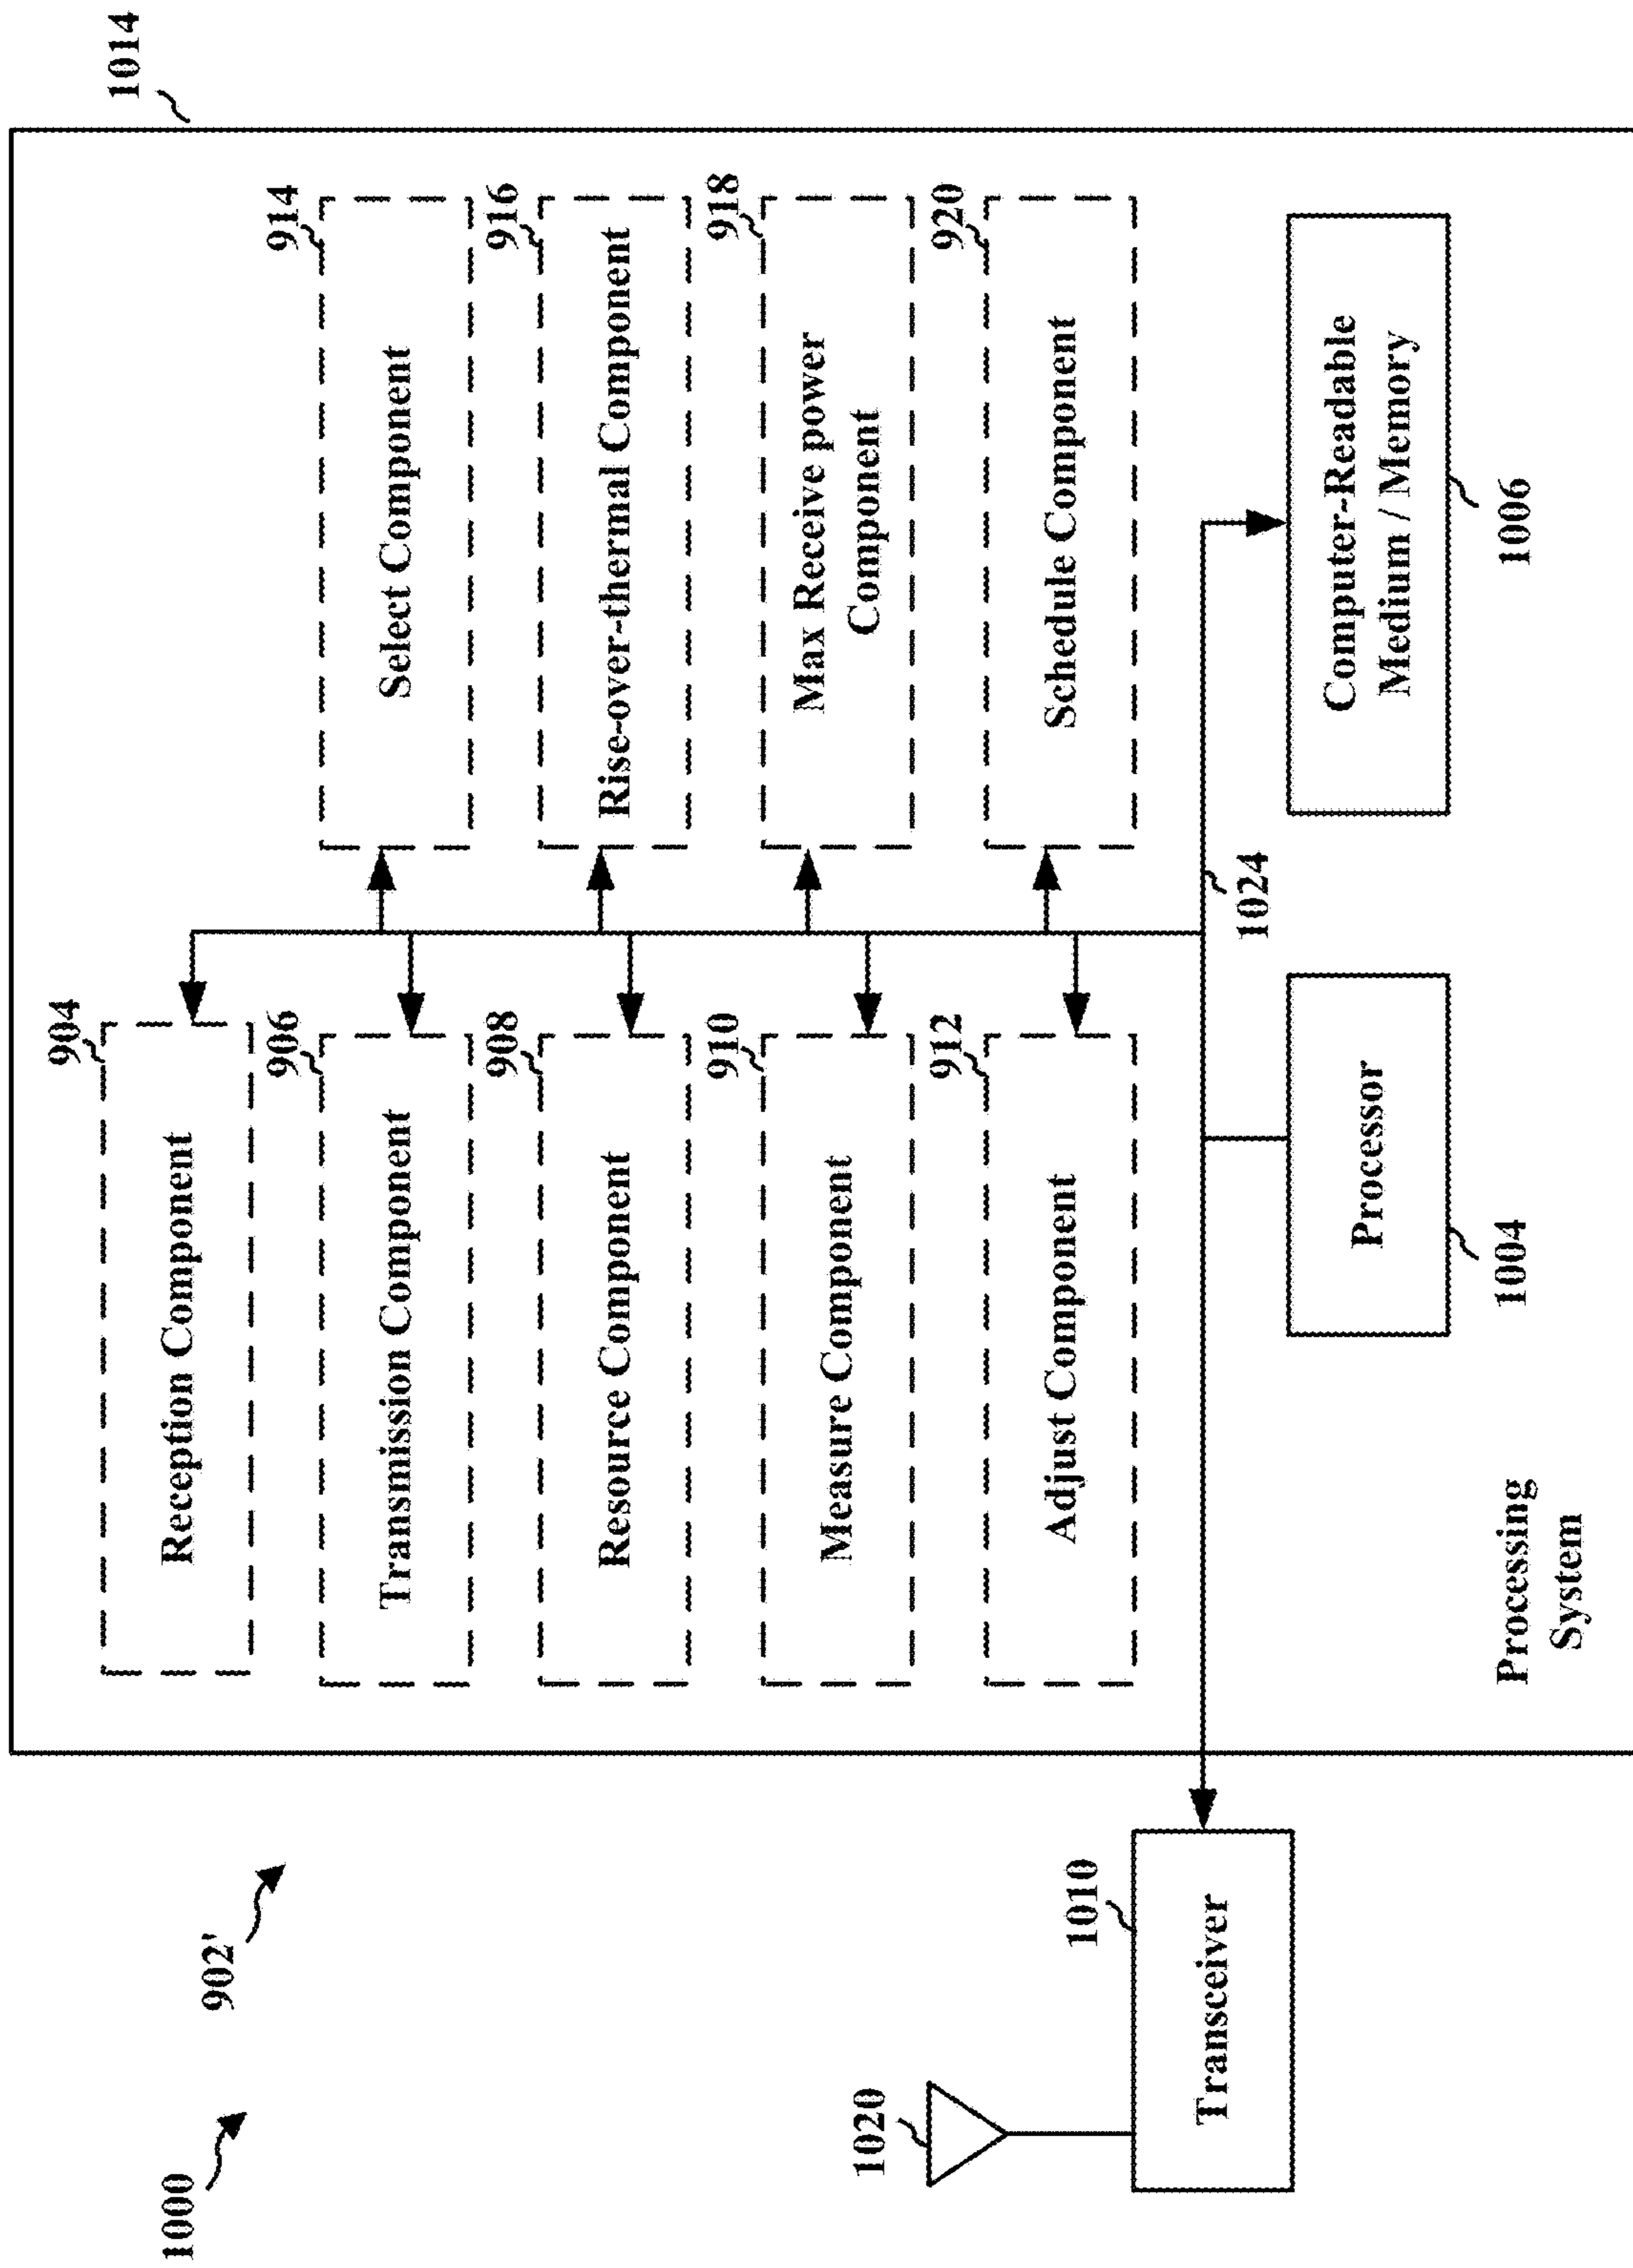 1000
902'
1014
904
Reception Component
906
Transmission Component
914
Select Component
908
Resource Component
916
Rise-over-thermal Component
910
Measure Component
918
Max Receive power
Component
912
Adjust Component
920
Schedule Component
1020
1010
Transceiver
1024
Processor
1004
Computer-Readable
Medium / Memory
1006
Processing
System